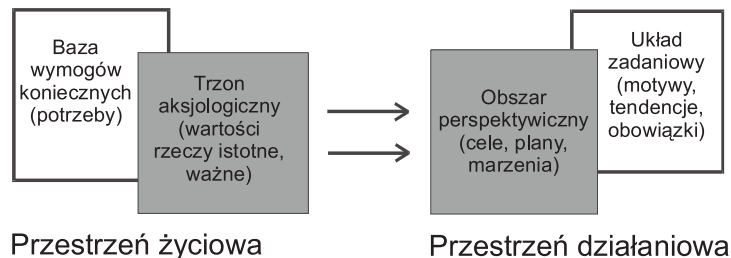 Baza
wymogów
koniecznych
(potrzeby)
Trzon
aksjologiczny
(wartości
rzeczy istotne,
ważne)
Obszar
perspektywiczny
(cele, plany,
marzenia)
Układ
zadaniowy
(motywy,
tendencje,
obowiązki)
Przestrzeń życiowa
Przestrzeń działaniowa